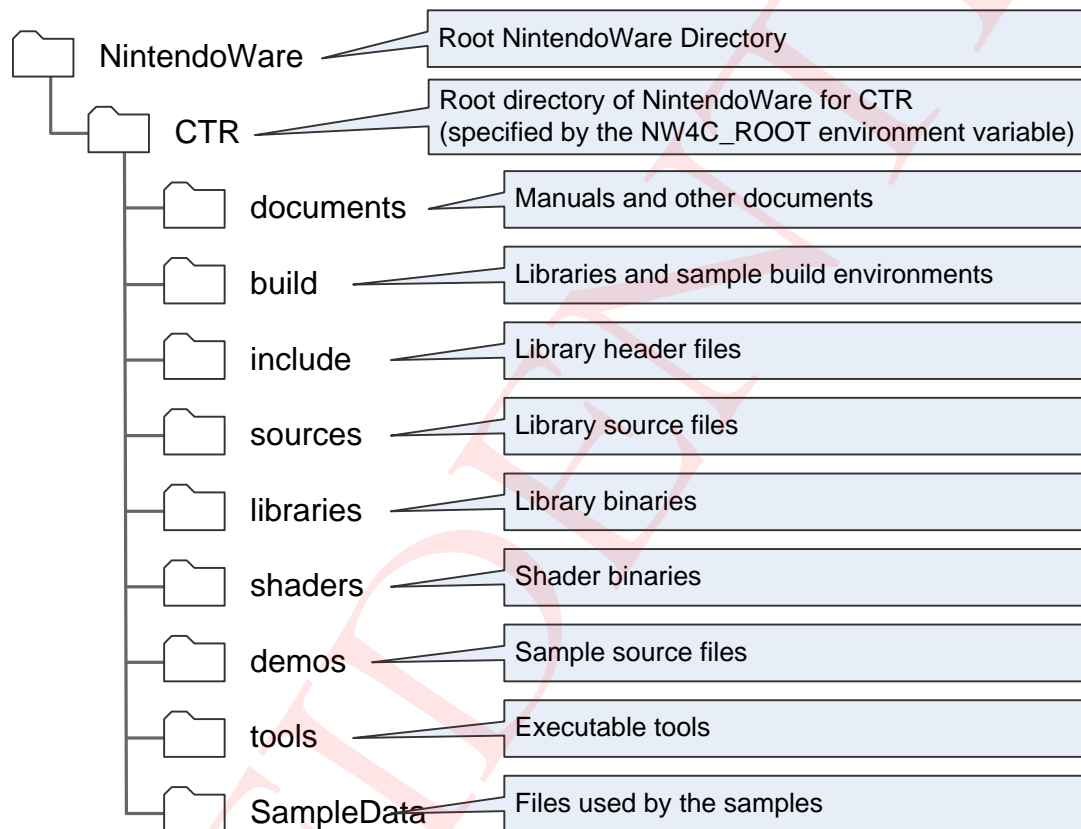 NintendoWare
Root NintendoWare Directory
CTR
Root directory of NintendoWare for CTR
(specified by the NW4C_ROOT environment variable)
documents
Manuals and other documents
build
Libraries and sample build environments
include
Library header files
sources
Library source files
libraries
Library binaries
shaders
Shader binaries
demos
Sample source files
tools
Executable tools
SampleData
Files used by the samples